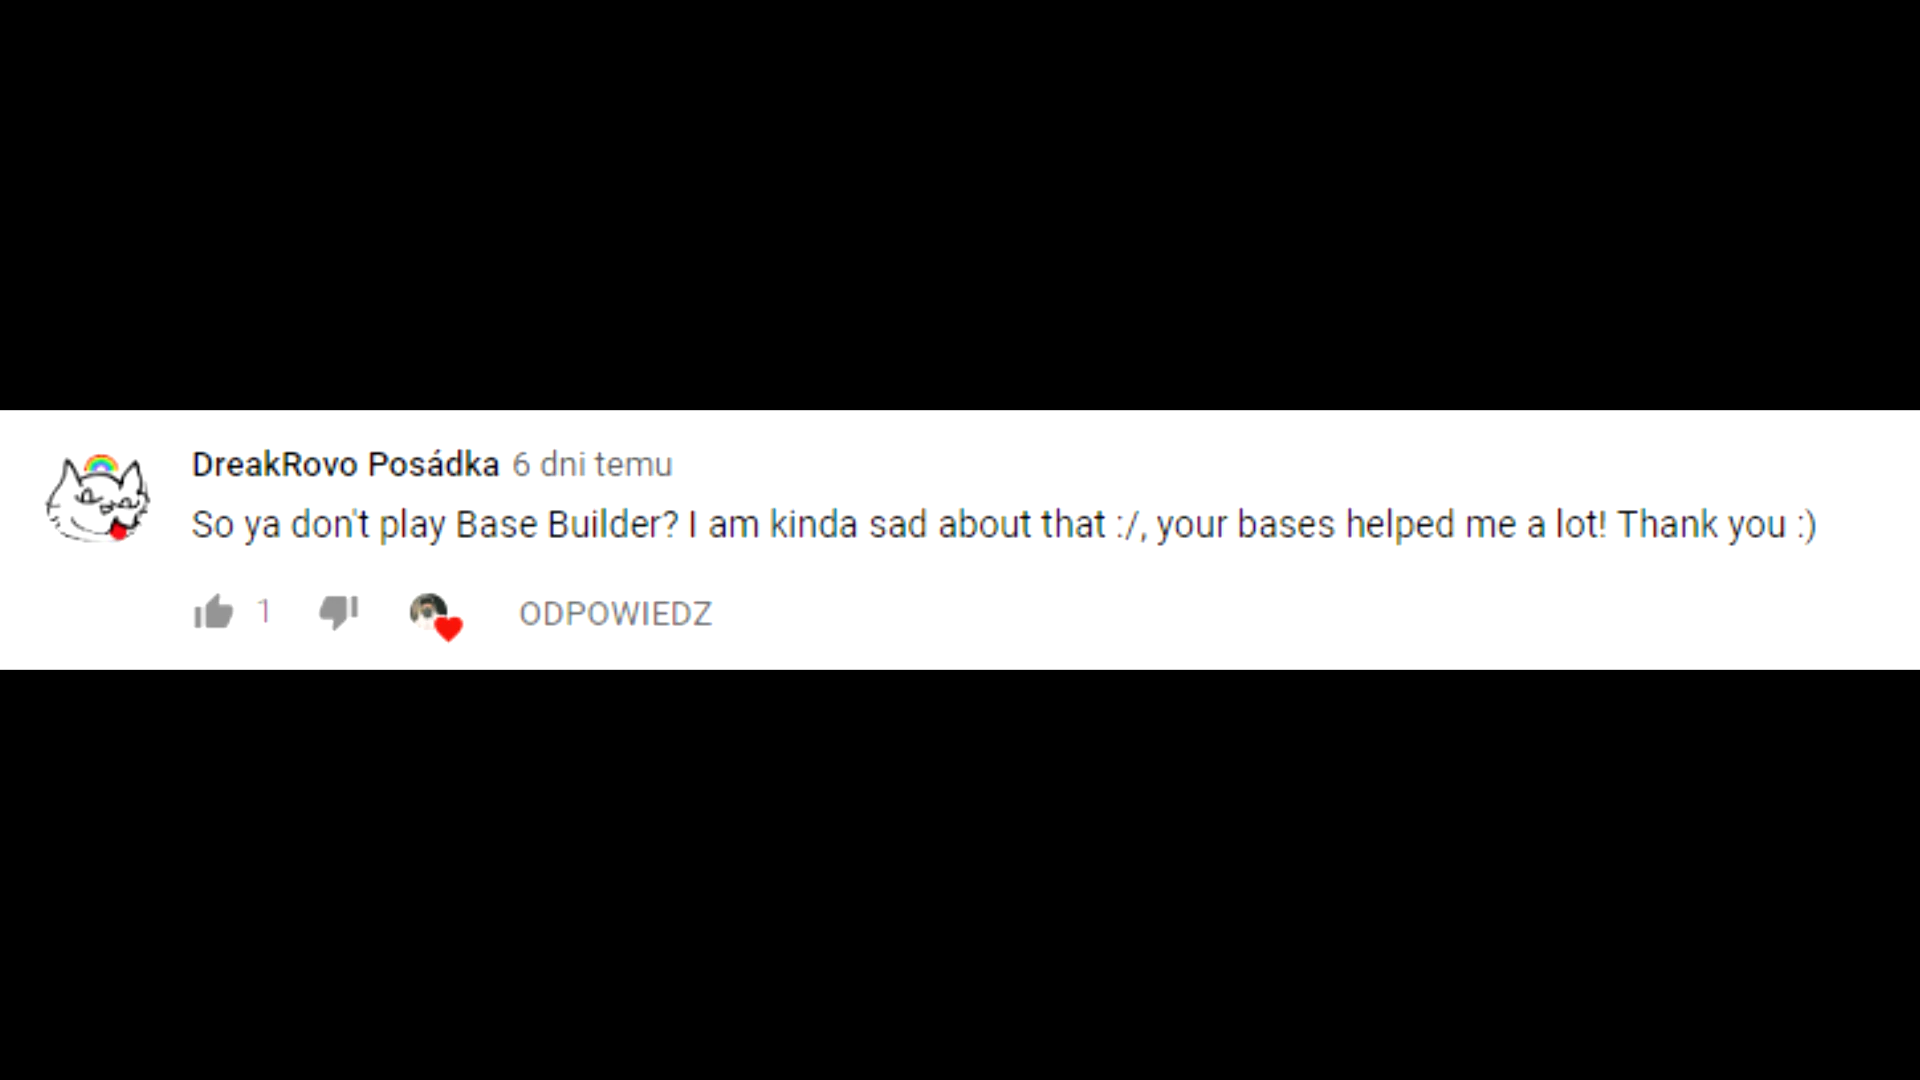 DreakRovo Posádka 6 dni temu
So ya don't play Base Builder? I am kinda sad about that :/, your bases helped me a lot! Thank you :)
1 ODPOWIEDZ